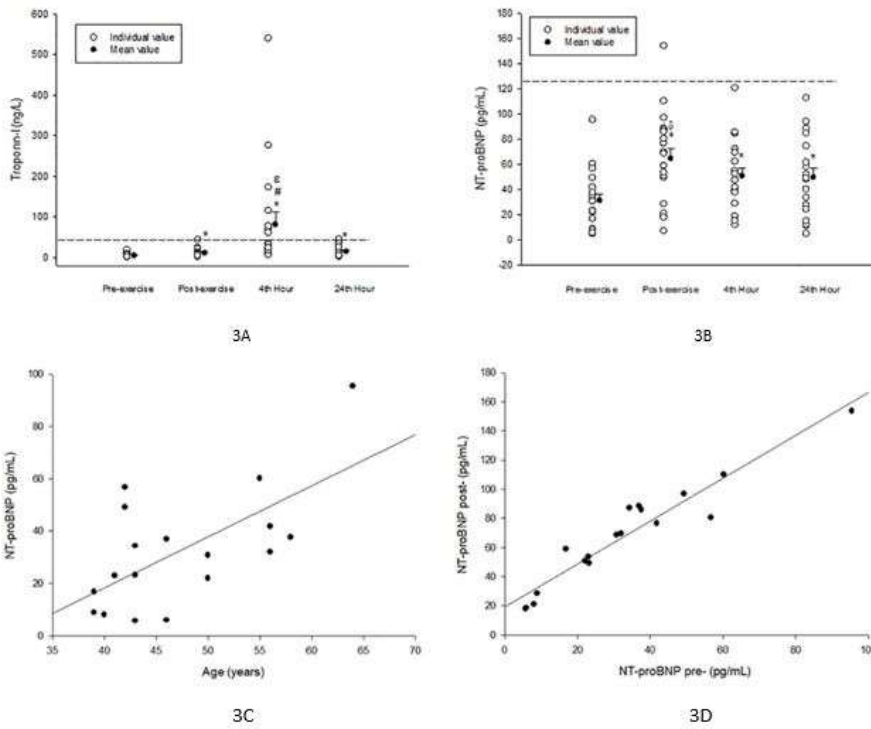 600
500
400
300
200
100
0
Troponin-I (ng/L)
Individual value
Mean value
*
*
*
Pre-exercise
Post-exercise
4th Hour
24th Hour
3A
180
160
140
120
100
80
60
40
20
0
-20
NT-proBNP (pg/mL)
Individual value
Mean value
*
*
*
Pre-exercise
Post-exercise
4th Hour
24th Hour
3B
100
80
60
40
20
0
NT-proBNP (pg/mL)
35 40 45 50 55 60 65 70
Age (years)
3C
180
160
140
120
100
80
60
40
20
0
NT-proBNP post- (pg/mL)
0 20 40 60 80
NT-proBNP pre- (pg/mL)
3D